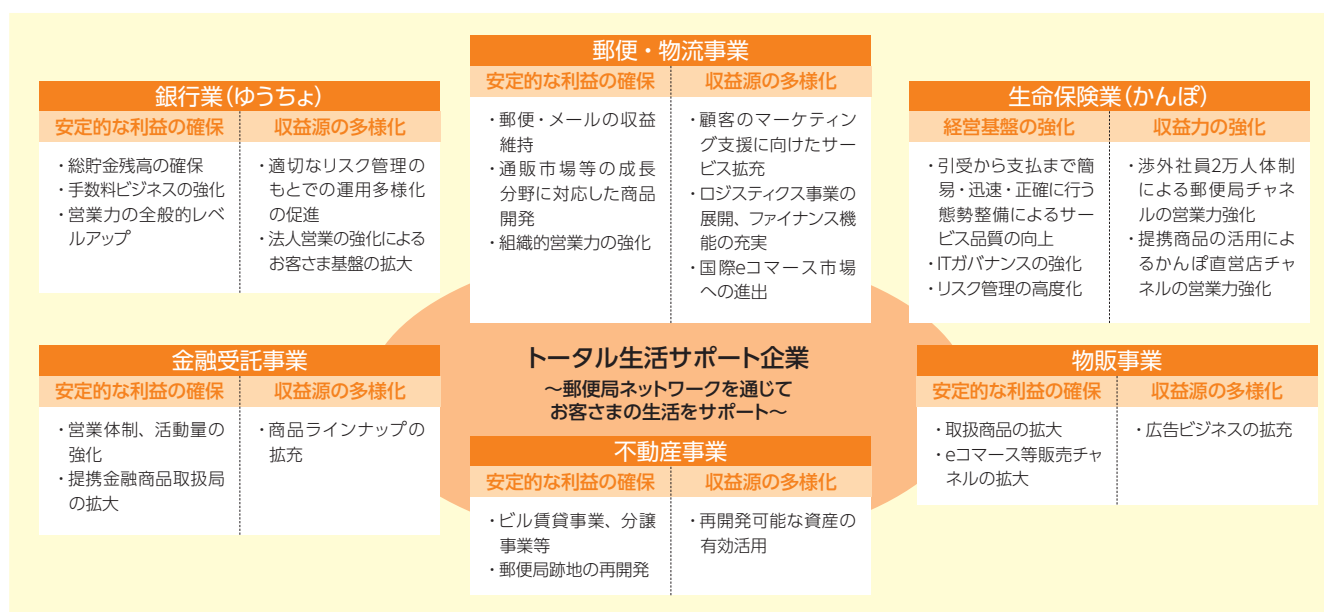 郵便・物流事業
安定的な利益の確保
収益源の多様化
・郵便・メールの収益
維持
・通販市場等の成長
分野に対応した商品
開発
・組織的営業力の強化
・顧客のマーケティン
グ支援に向けたサー
ビス拡充
・ロジスティクス事業の
展開、ファイナンス機
能の充実
・国際eコマース市場
への進出
銀行業(ゆうちょ)
安定的な利益の確保
収益源の多様化
・総貯金残高の確保
・手数料ビジネスの強化
・営業力の全般的レベ
ルアップ
・適切なリスク管理の
もとでの運用多様化
の促進
・法人営業の強化による
お客さま基盤の拡大
生命保険業(かんぽ)
経営基盤の強化
収益力の強化
・引受から支払まで簡
易・迅速・正確に行う
態勢整備によるサー
ビス品質の向上
・ITガバナンスの強化
・リスク管理の高度化
・渉外社員2万人体制
による郵便局チャネ
ルの営業力強化
・提携商品の活用によ
るかんぽ直営店チャ
ネルの営業力強化
トータル生活サポート企業
～郵便局ネットワークを通じて
お客さまの生活をサポート～
金融受託事業
安定的な利益の確保
収益源の多様化
・営業体制、活動量の
強化
・提携金融商品取扱局
の拡大
・商品ラインナップの
拡充
不動産事業
安定的な利益の確保
収益源の多様化
・ビル賃貸事業、分譲
事業等
・郵便局跡地の再開発
・再開発可能な資産の
有効活用
物販事業
安定的な利益の確保
収益源の多様化
・取扱商品の拡大
・eコマース等販売チャ
ネルの拡大
・広告ビジネスの拡充